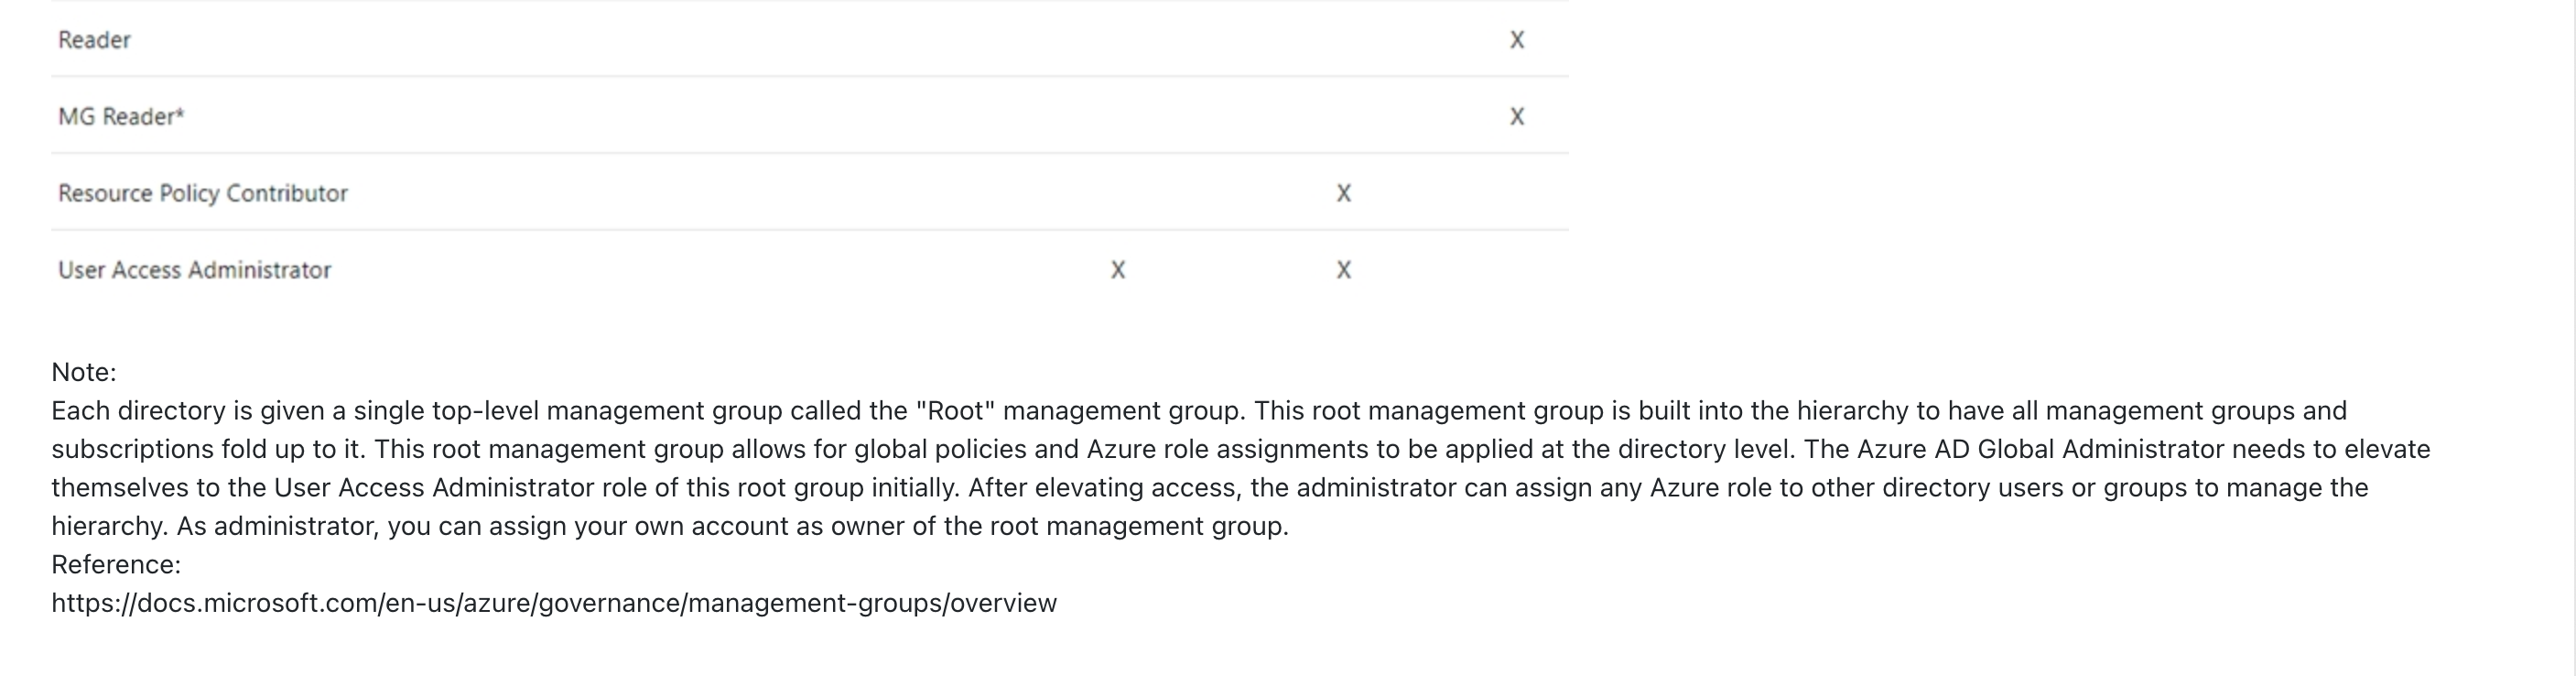 Reader X
MG Reader* X
Resource Policy Contributor X
User Access Administrator X X
Note:
Each directory is given a single top-level management group called the "Root" management group. This root management group is built into the hierarchy to have all management groups and
subscriptions fold up to it. This root management group allows for global policies and Azure role assignments to be applied at the directory level. The Azure AD Global Administrator needs to elevate
themselves to the User Access Administrator role of this root group initially. After elevating access, the administrator can assign any Azure role to other directory users or groups to manage the
hierarchy. As administrator, you can assign your own account as owner of the root management group.
Reference:
https://docs.microsoft.com/en-us/azure/governance/management-groups/overview